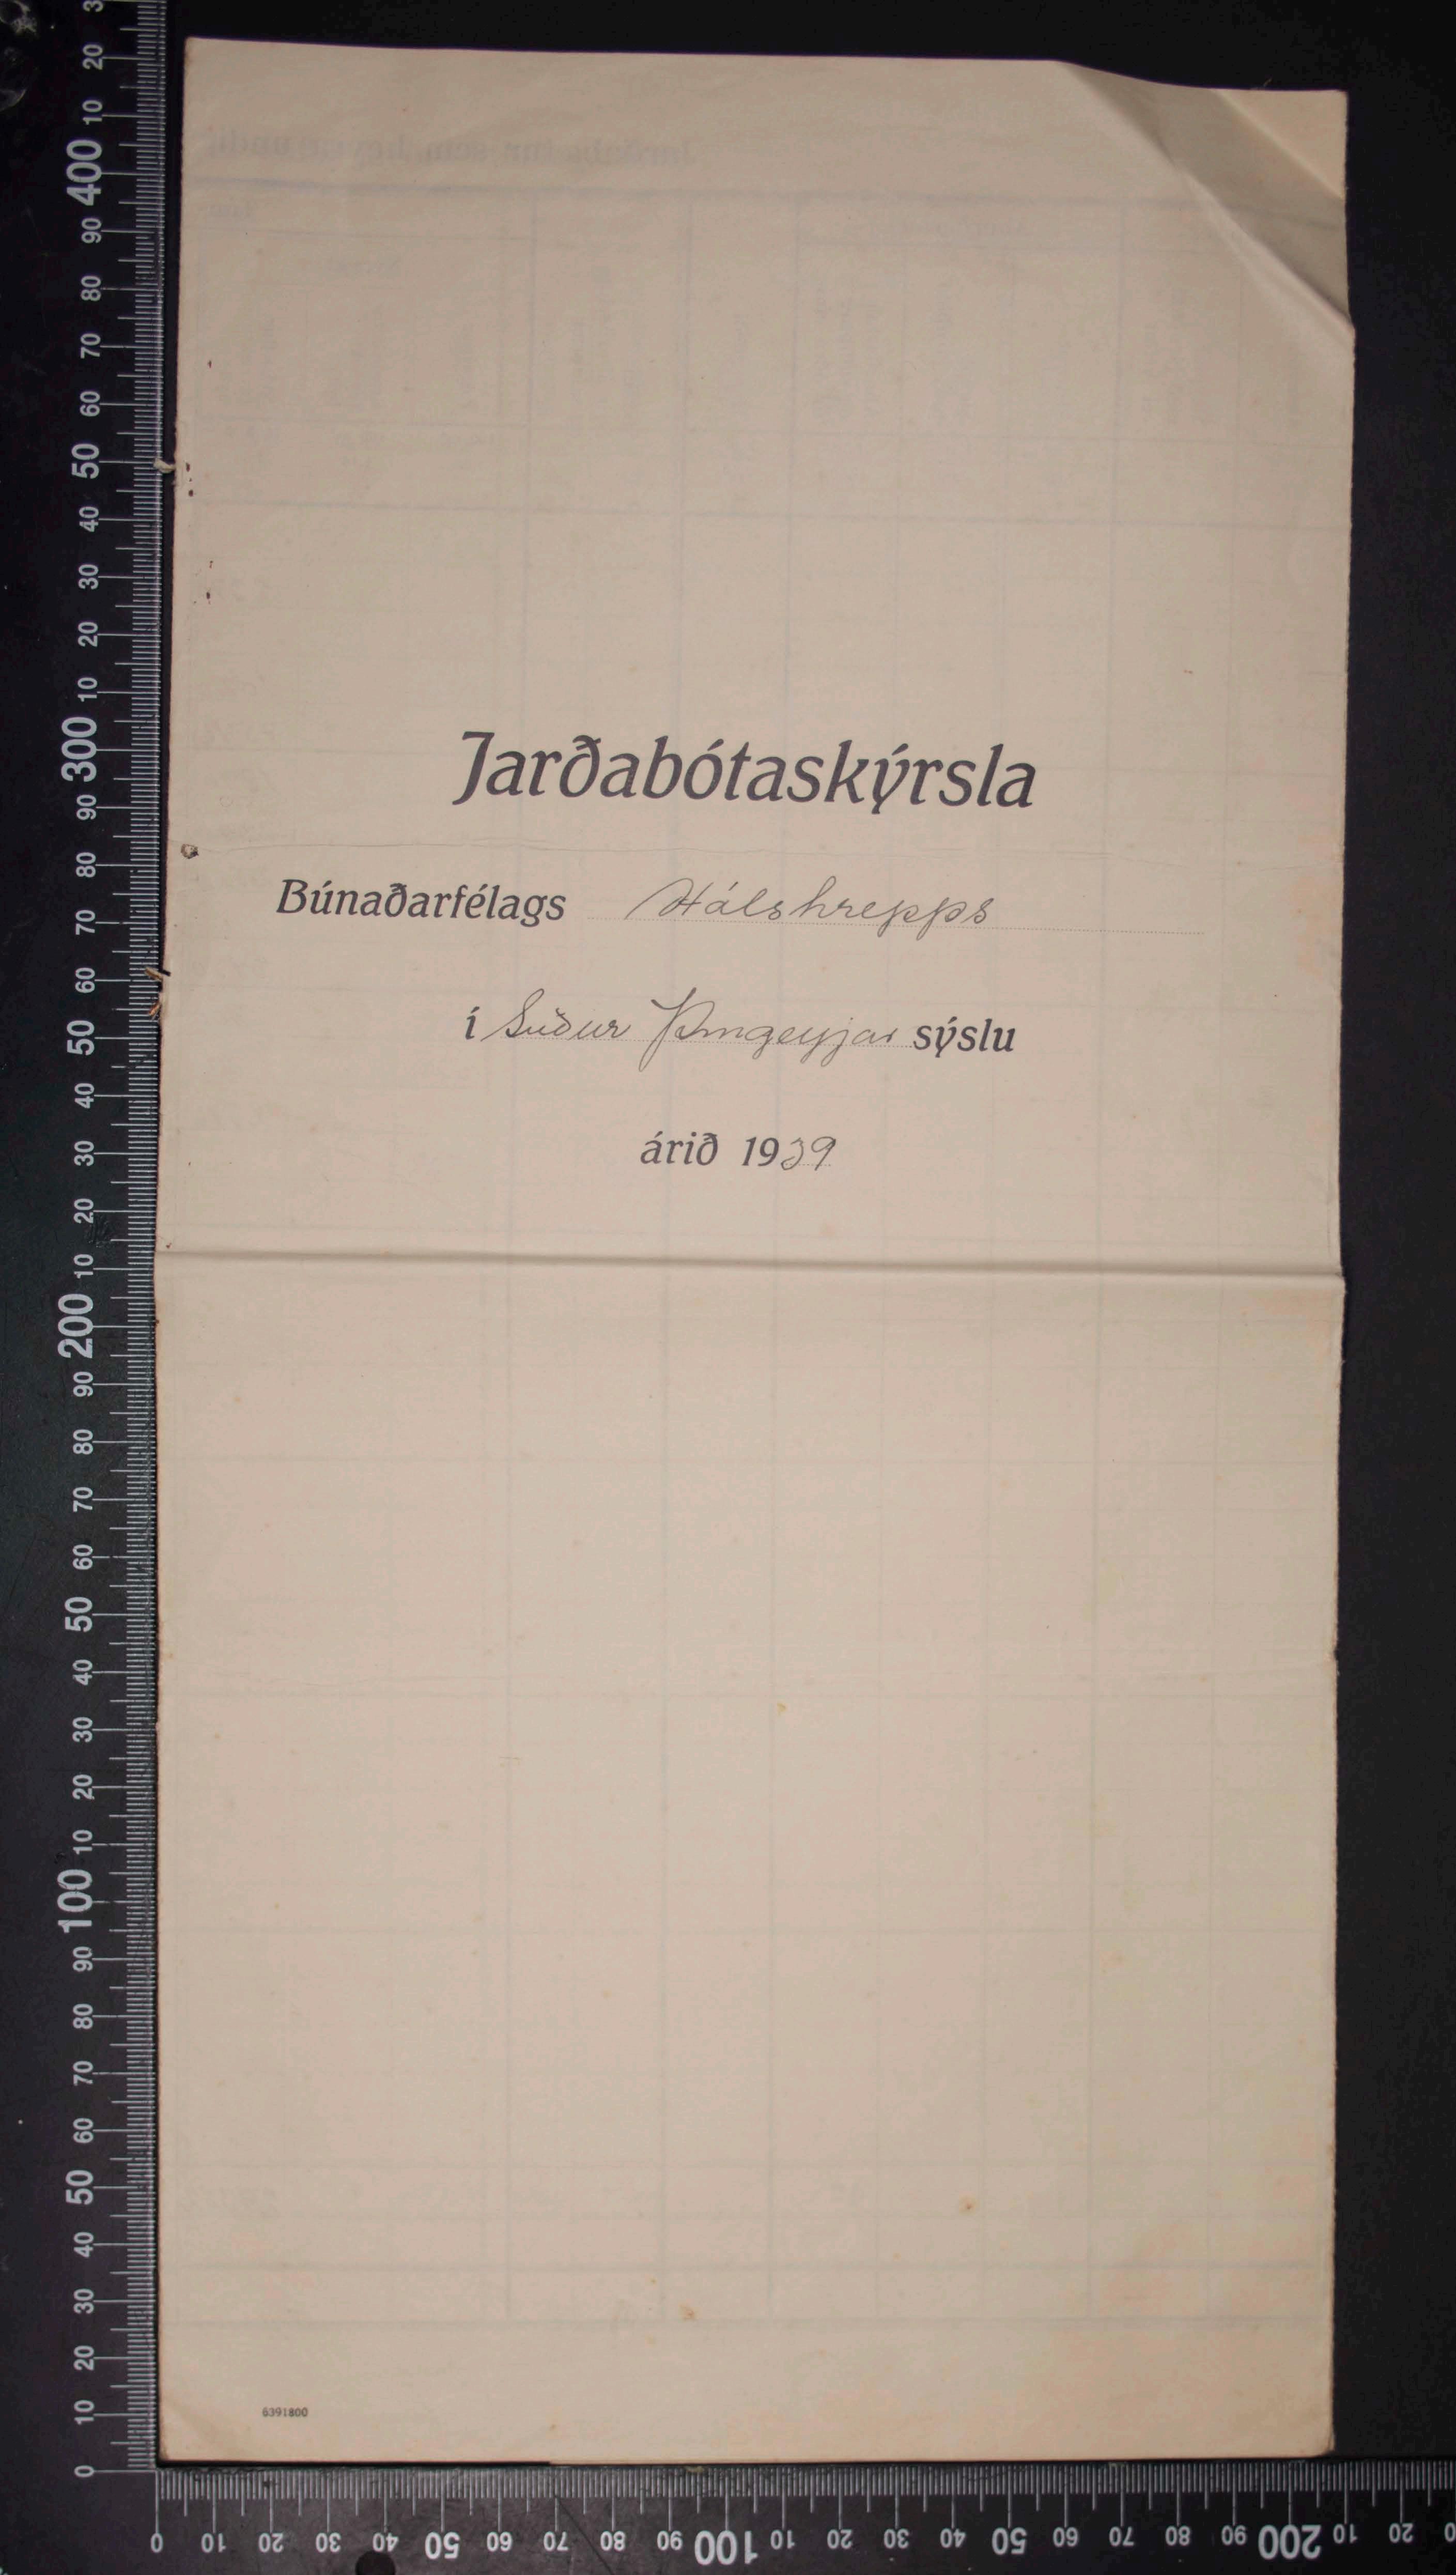 Jarðabótaskýrsla
Búnaðarfélags Hálshrepps
í Suður Þingeyjar sýslu
árið 1939
6391800